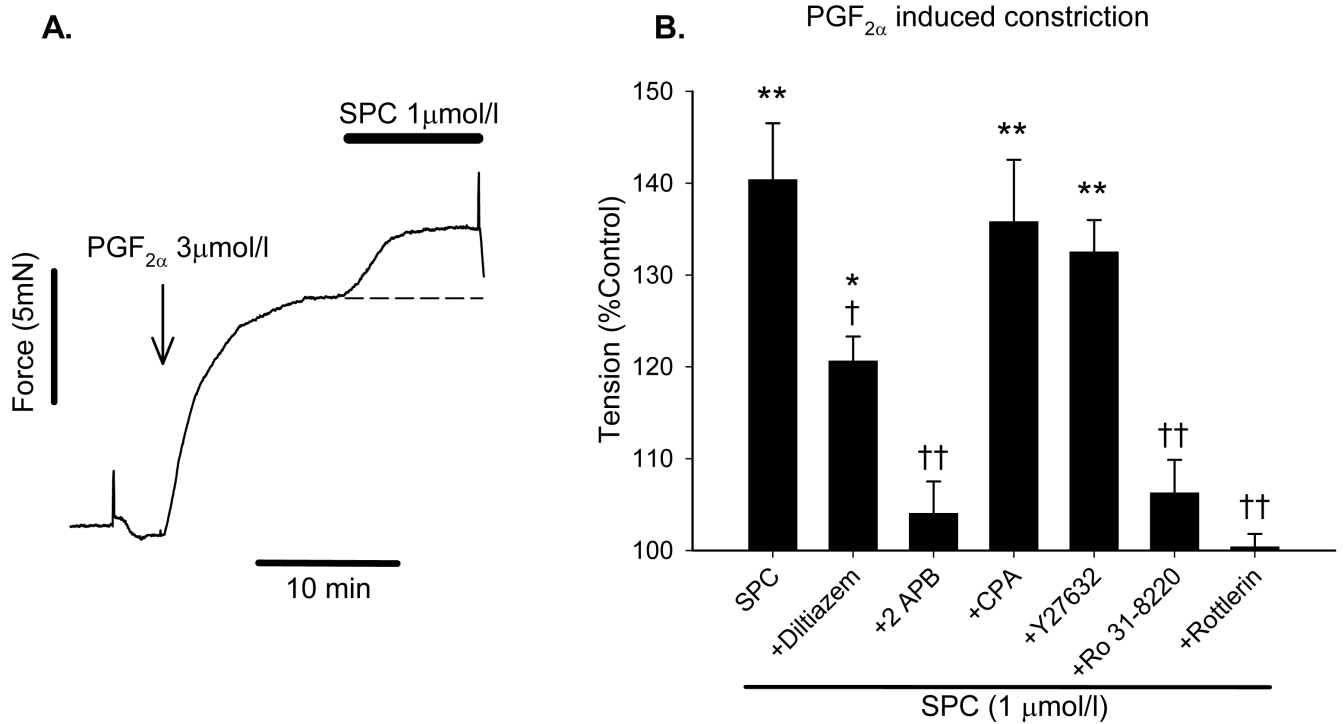 A.
SPC 1μmol/l
PGF2α 3μmol/l
Force (5mN)
10 min
B.
PGF2α induced constriction
Tension (%Control)
150
140
130
120
110
100
**
*
†
††
**
**
††
††
SPC
+Diltiazem
+2 APB
+CPA
+Y27632
+Ro 31-8220
+Rottlerin
SPC (1 μmol/l)